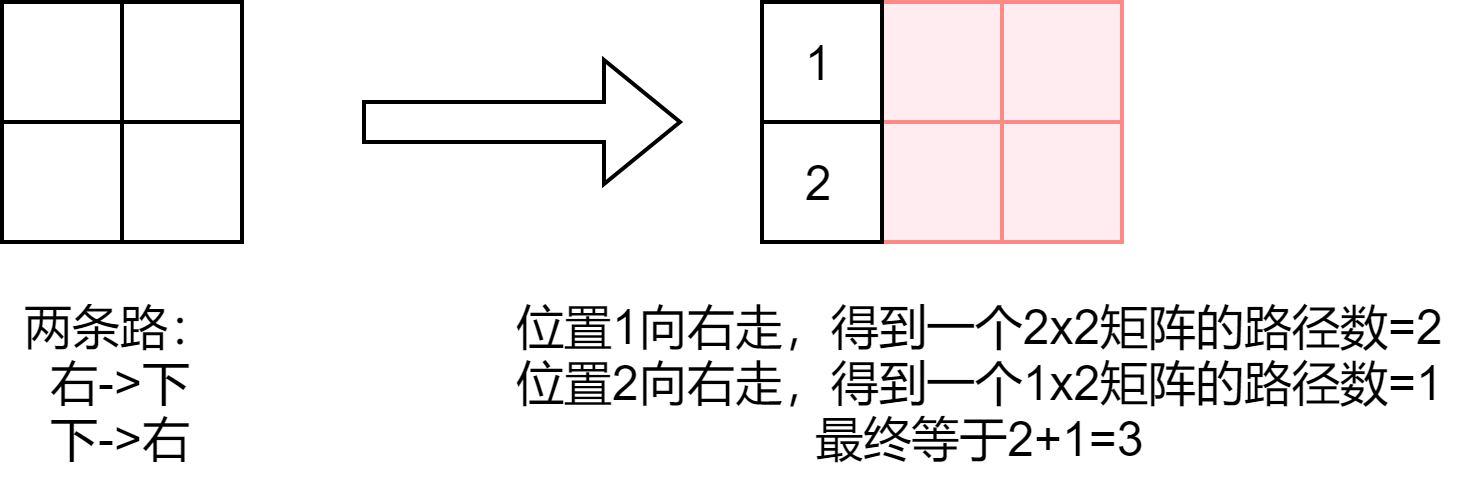 1
2
两条路：
右->下
下->右
位置1向右走，得到一个2x2矩阵的路径数=2
位置2向右走，得到一个1x2矩阵的路径数=1
最终等于2+1=3